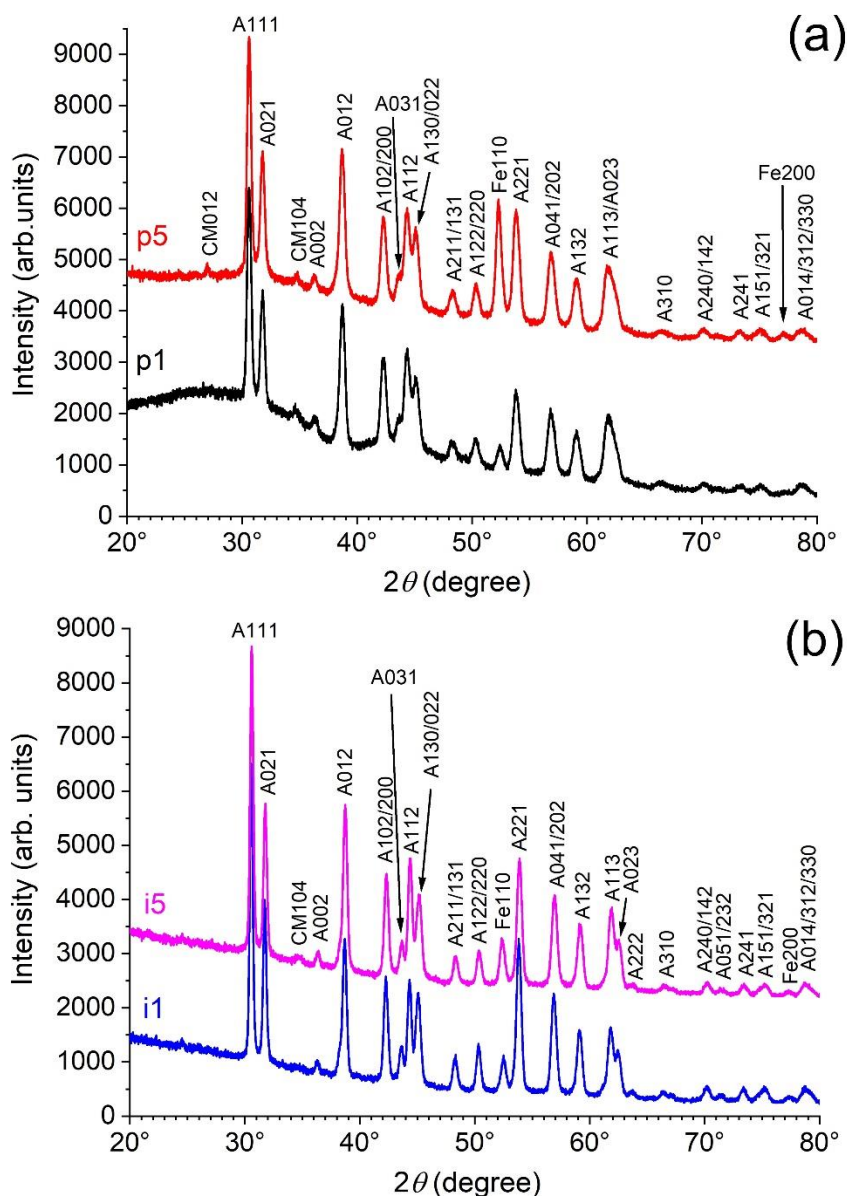 (a)
A111
A021
CM012
CM104
A002
A012
A102/200
A031
A112
A130/022
A211/131
A122/220
Fe110
A221
A041/202
A132
A113/A023
A310
A240/142
A241
A151/321
Fe200
A014/312/330
p5
p1
Intensity (arb.units)
9000
8000
7000
6000
5000
4000
3000
2000
1000
0
20° 30° 40° 50° 60° 70° 80°
2θ (degree)
(b)
A111
A021
CM104
A002
A012
A102/200
A031
A112
A130/022
A211/131
A122/220
Fe110
A221
A041/202
A132
A113
A023
A222
A310
A240/142
A051/232
A241
A151/321
Fe200
A014/312/330
i5
i1
Intensity (arb. units)
9000
8000
7000
6000
5000
4000
3000
2000
1000
0
20° 30° 40° 50° 60° 70° 80°
2θ (degree)